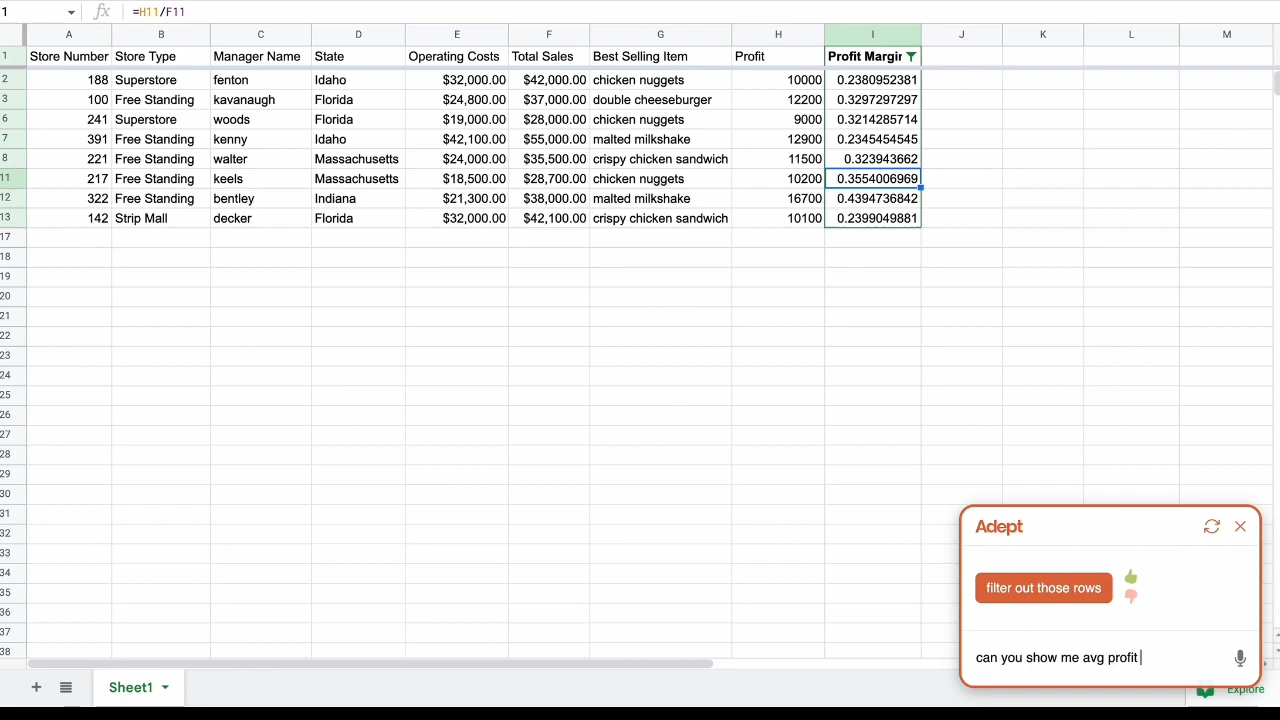 1 fx =H11/F11
A B C D E F G H I J K L M
1 Store Number Store Type Manager Name State Operating Costs Total Sales Best Selling Item Profit Profit Margin
2 188 Superstore fenton Idaho $32,000.00 $42,000.00 chicken nuggets 10000 0.2380952381
3 100 Free Standing kavanaugh Florida $24,800.00 $37,000.00 double cheeseburger 12200 0.3297297297
6 241 Superstore woods Florida $19,000.00 $28,000.00 chicken nuggets 9000 0.3214285714
7 391 Free Standing kenny Idaho $42,100.00 $55,000.00 malted milkshake 12900 0.2345454545
8 221 Free Standing walter Massachusetts $24,000.00 $35,500.00 crispy chicken sandwich 11500 0.323943662
11 217 Free Standing keels Massachusetts $18,500.00 $28,700.00 chicken nuggets 10200 0.3554006969
12 322 Free Standing bentley Indiana $21,300.00 $38,000.00 malted milkshake 16700 0.4394736842
13 142 Strip Mall decker Florida $32,000.00 $42,100.00 crispy chicken sandwich 10100 0.2399049881
17
18
19
20
21
22
23
24
25
26
27
28
29
30
31
32
33
34
35
36
37
38
Adept
filter out those rows
can you show me avg profit
+ Sheet1
Explore